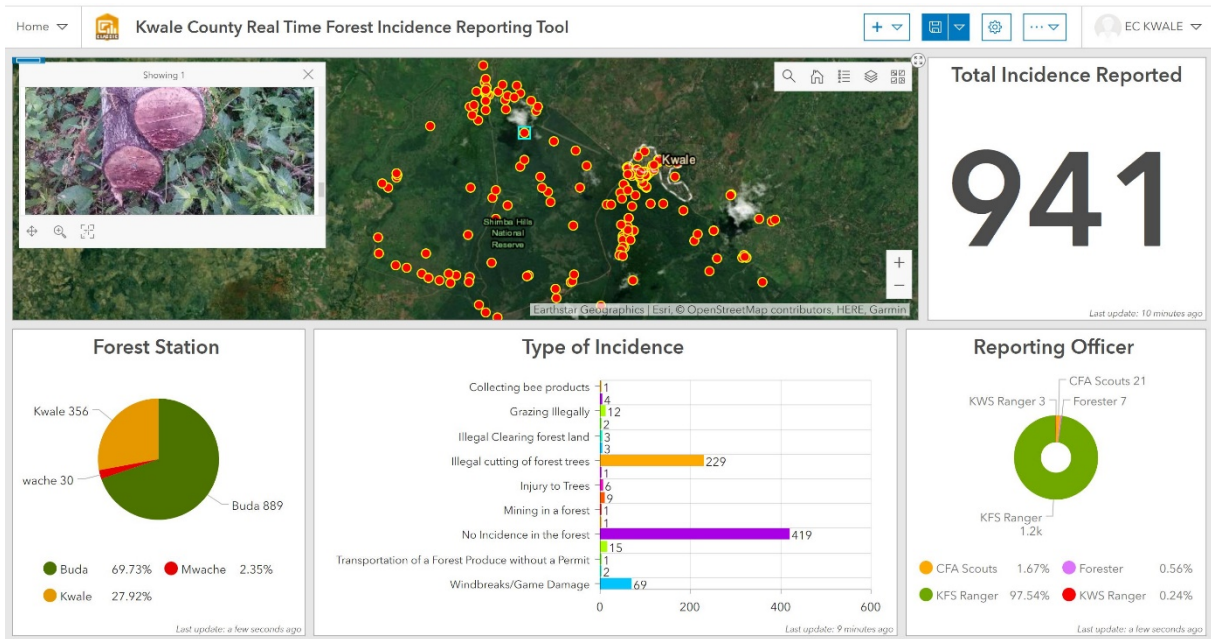 Home
CLASSIC
Kwale County Real Time Forest Incidence Reporting Tool
EC KWALE
Showing 1
Kwale
Shimba Hills
National
Reserve
+
−
Earthstar Geographics | Esri, © OpenStreetMap contributors, HERE, Garmin
Total Incidence Reported
941
Last update: 10 minutes ago
Forest Station
Kwale 356
wache 30
Buda 889
Buda 69.73% Mwache 2.35%
Kwale 27.92%
Last update: a few seconds ago
Type of Incidence
Collecting bee products 1
4
Grazing Illegally 12
2
Illegal Clearing forest land 3
3
Illegal cutting of forest trees 229
1
Injury to Trees 6
9
Mining in a forest 1
1
No Incidence in the forest 419
15
Transportation of a Forest Produce without a Permit 1
2
Windbreaks/Game Damage 69
0 200 400 600
Last update: 9 minutes ago
Reporting Officer
CFA Scouts 21
KWS Ranger 3 Forester 7
KFS Ranger
1.2k
CFA Scouts 1.67% Forester 0.56%
KFS Ranger 97.54% KWS Ranger 0.24%
Last update: a few seconds ago